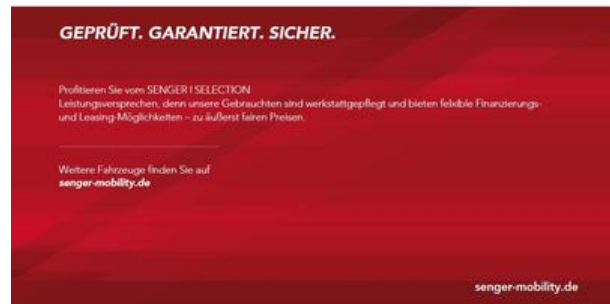 GEPRÜFT. GARANTIERT. SICHER.
Profitieren Sie vom SENGER I SELECTION
Leistungsversprechen, denn unsere Gebrauchten sind werkstattgepflegt und bieten felxible Finanzierungs-
und Leasing-Möglichkeiten – zu äußerst fairen Preisen.
Weitere Fahrzeuge finden Sie auf
senger-mobility.de
senger-mobility.de